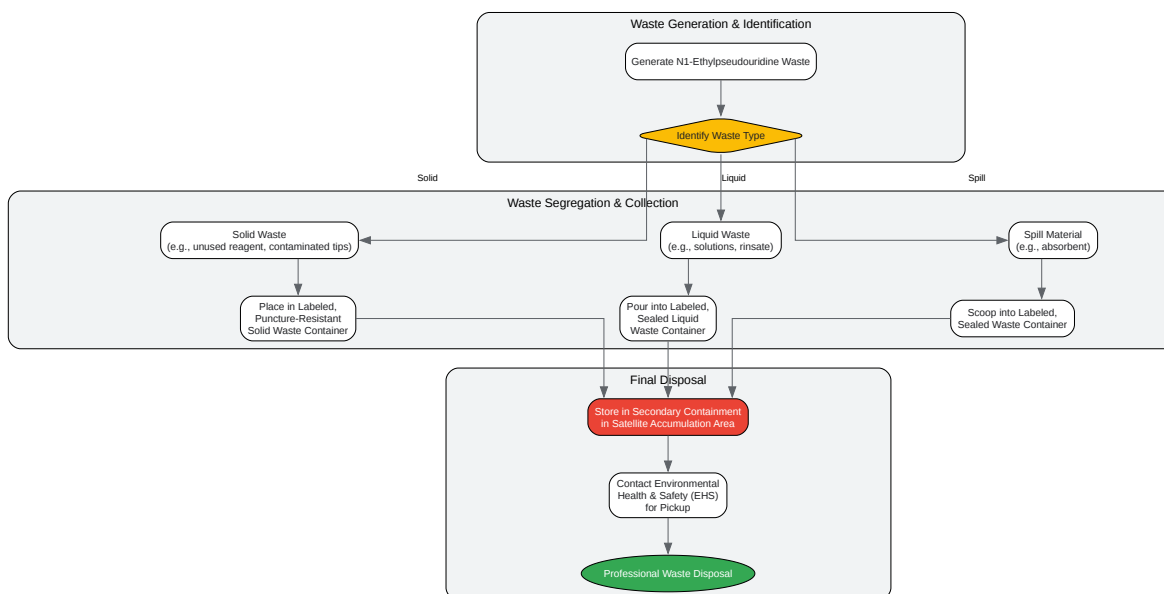 Waste Generation & Identification
Generate N1-Ethylpseudouridine Waste
Identify Waste Type
Solid
Liquid
Spill
Waste Segregation & Collection
Solid Waste
(e.g., unused reagent, contaminated tips)
Liquid Waste
(e.g., solutions, rinsate)
Spill Material
(e.g., absorbent)
Place in Labeled,
Puncture-Resistant
Solid Waste Container
Pour into Labeled,
Sealed Liquid
Waste Container
Scoop into Labeled,
Sealed Waste Container
Final Disposal
Store in Secondary Containment
in Satellite Accumulation Area
Contact Environmental
Health & Safety (EHS)
for Pickup
Professional Waste Disposal